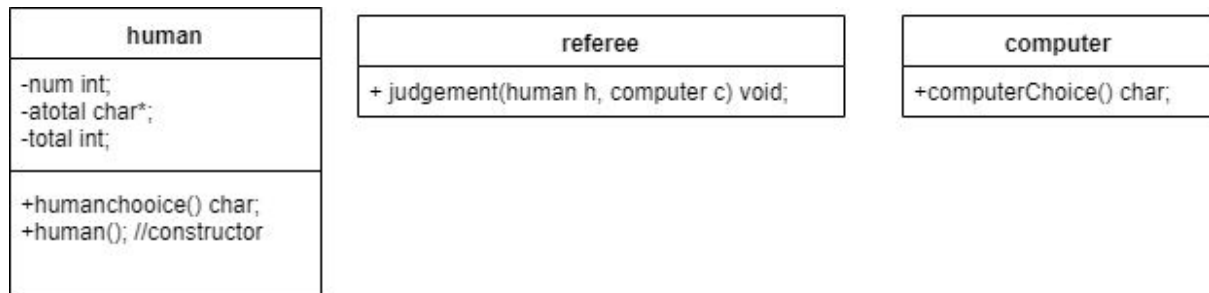 human
-num int;
-atotal char*;
-total int;
+humanchooice() char;
+human(); //constructor
referee
+ judgement(human h, computer c) void;
computer
+computerChoice() char;